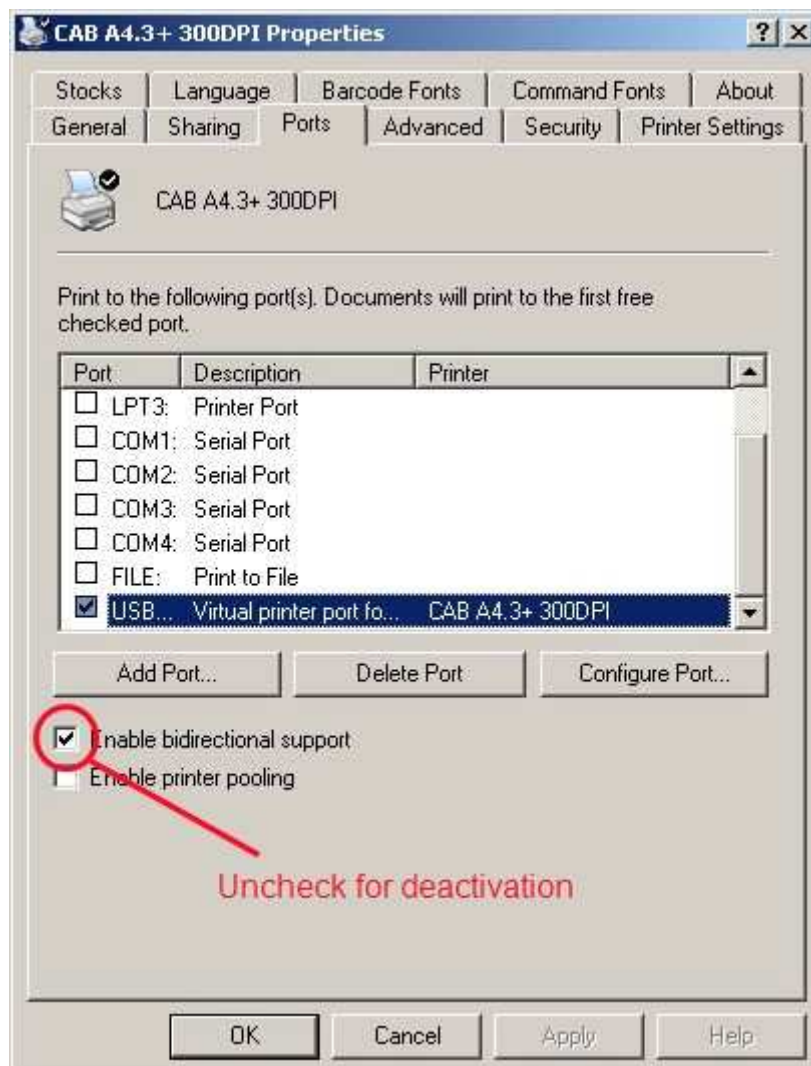 CAB A4.3+ 300DPI Properties
Stocks Language Barcode Fonts Command Fonts About
General Sharing Ports Advanced Security Printer Settings
CAB A4.3+ 300DPI
Print to the following port(s). Documents will print to the first free
checked port.
Port Description Printer
LPT3: Printer Port
COM1: Serial Port
COM2: Serial Port
COM3: Serial Port
COM4: Serial Port
FILE: Print to File
USB... Virtual printer port fo... CAB A4.3+ 300DPI
Add Port... Delete Port Configure Port...
Enable bidirectional support
Enable printer pooling
Uncheck for deactivation
OK Cancel Apply Help